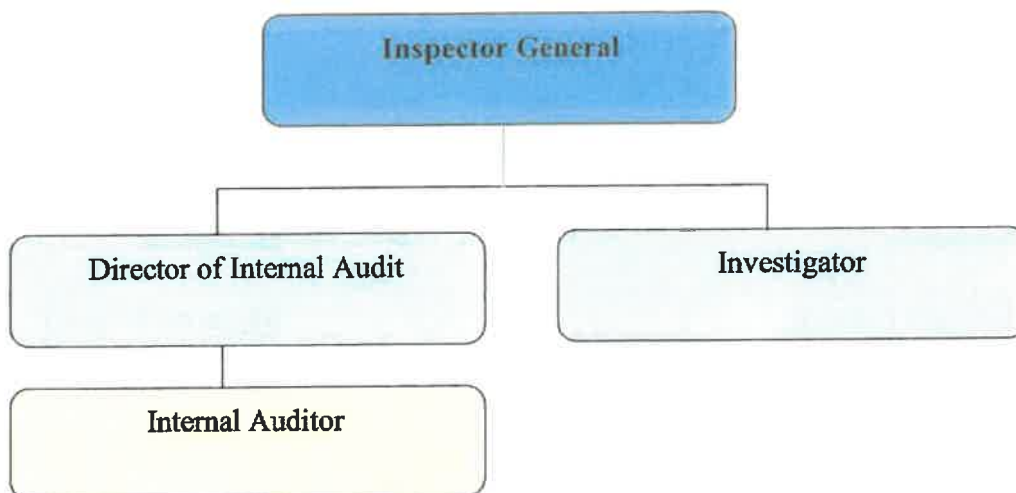 Inspector General
Director of Internal Audit
Investigator
Internal Auditor